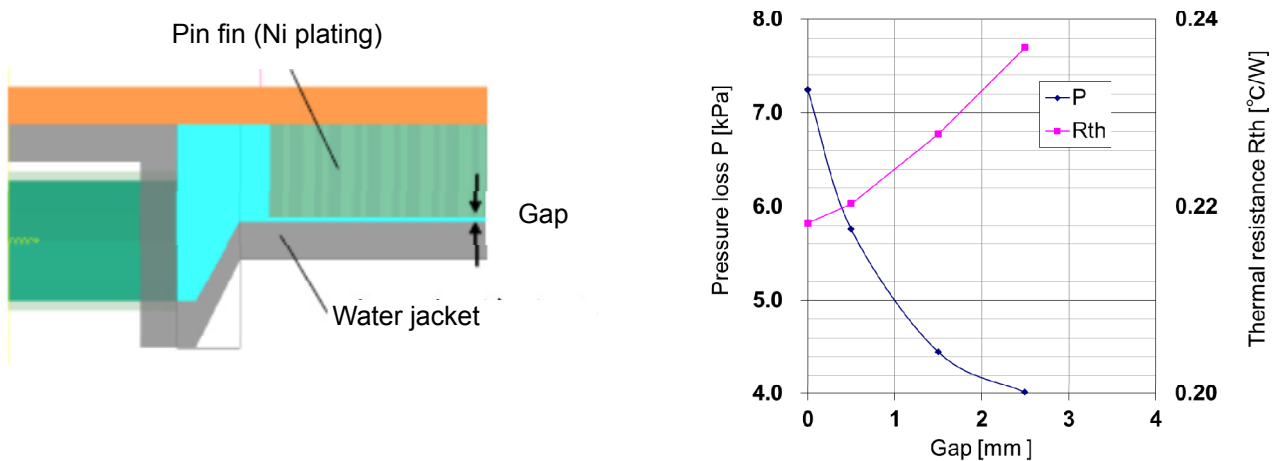 Pin fin (Ni plating)
Gap
Water jacket
8.0
7.0
6.0
5.0
4.0
Pressure loss P [kPa]
0.24
0.22
0.20
Thermal resistance Rth [℃/W]
P
Rth
0 1 2 3 4
Gap [mm ]